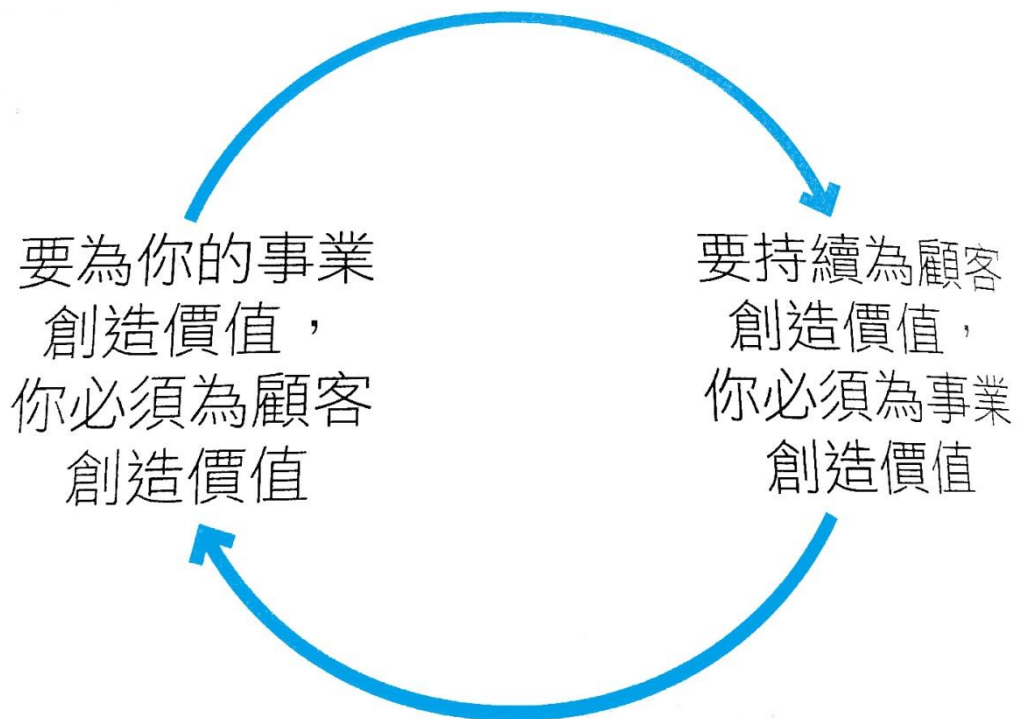 要為你的事業
創造價值，
你必須為顧客
創造價值
要持續為顧客
創造價值，
你必須為事業
創造價值